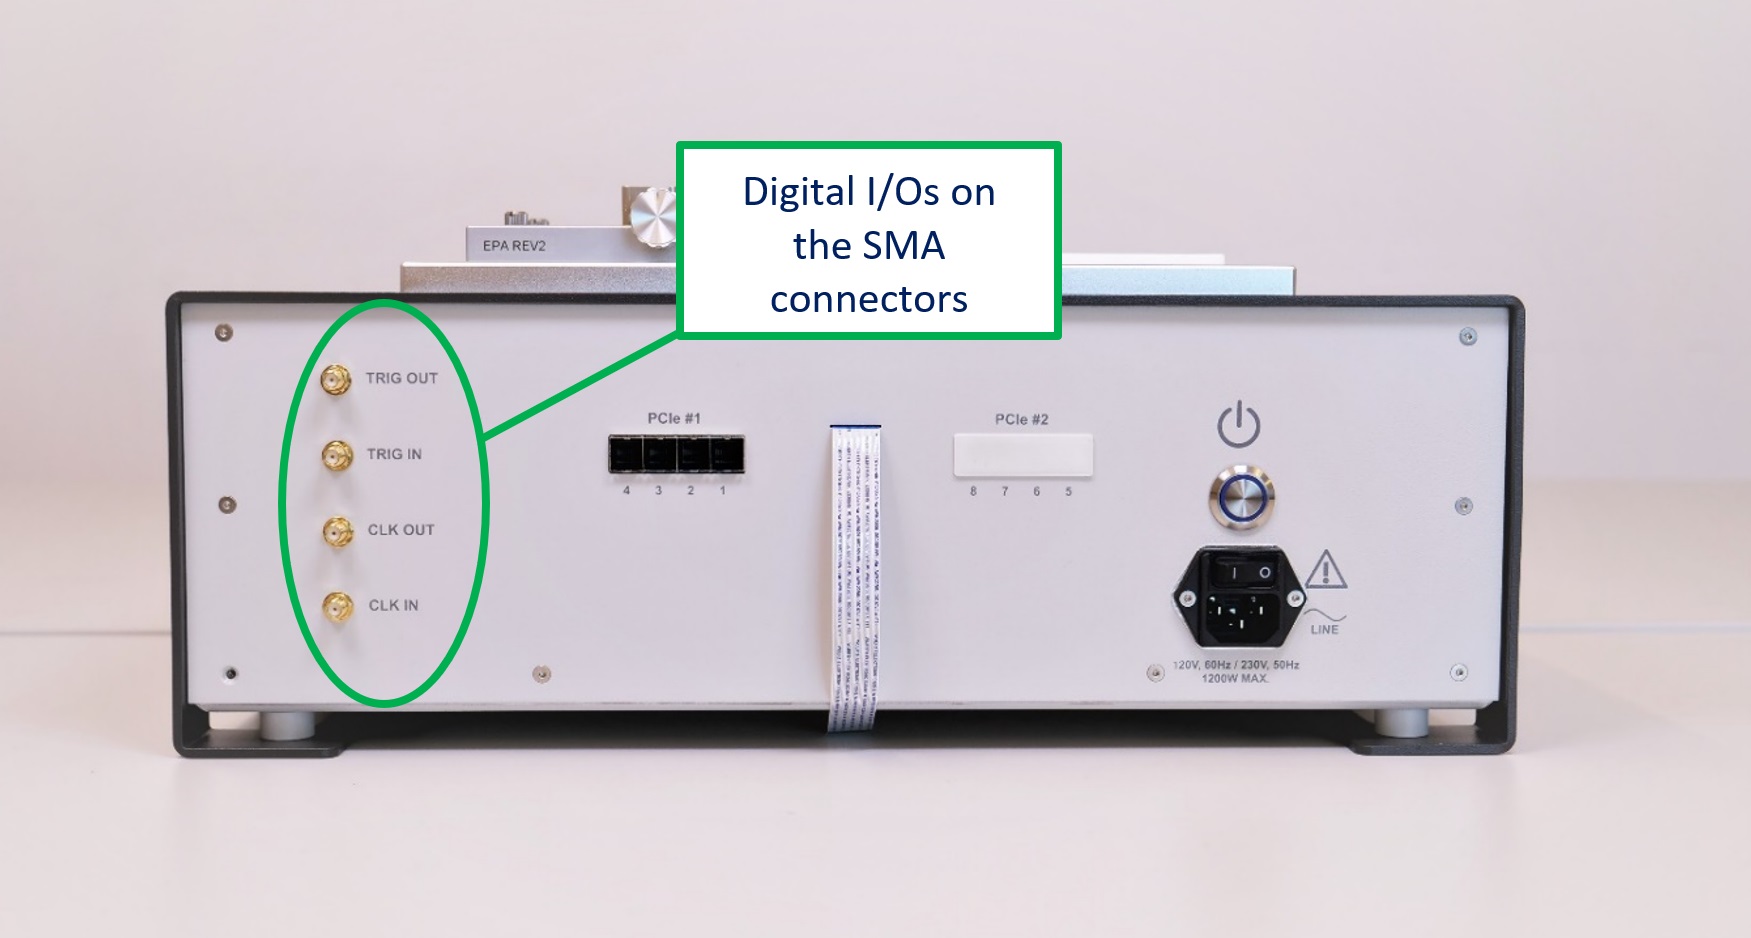 Digital I/Os on
the SMA
connectors
EPA REV2
TRIG OUT
TRIG IN
CLK OUT
CLK IN
PCIe #1
4 3 2 1
PCIe #2
8 7 6 5
I O
LINE
120V, 60Hz / 230V, 50Hz
1200W MAX.